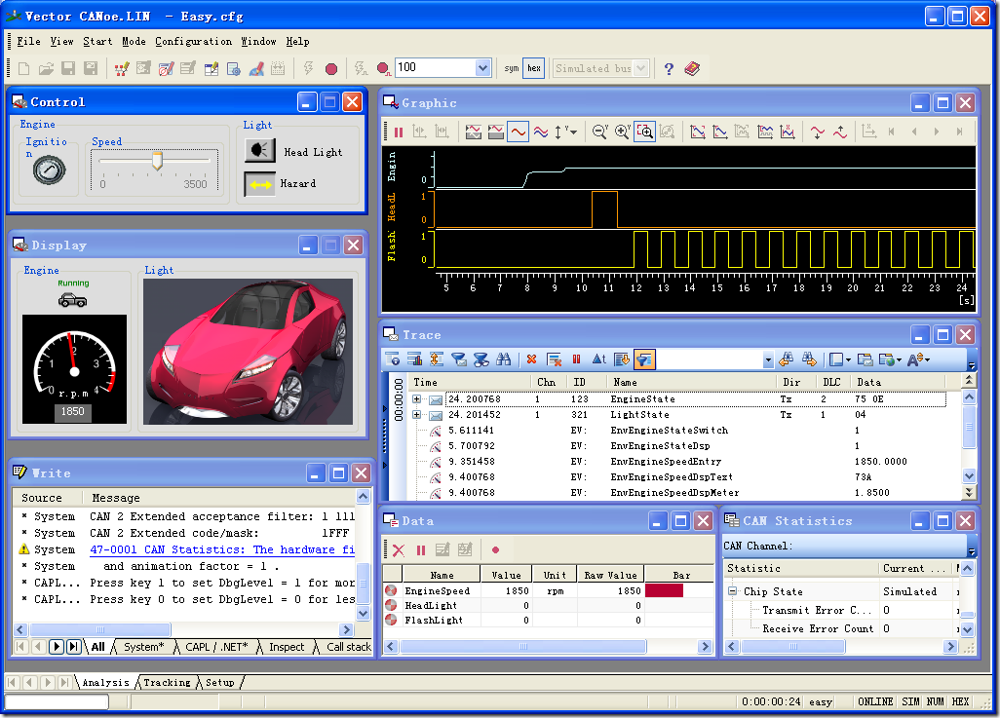 Vector CANoe.LIN - Easy.cfg
File View Start Mode Configuration Window Help
100
sym hex Simulated bus
Control
Engine
Ignitio
n
Speed
0 3500
Light
Head Light
Hazard
Graphic
Engin
0
HeadL
1
0
Flash
1
0
5 6 7 8 9 10 11 12 13 14 15 16 17 18 19 20 21 22 23 24
[s]
Display
Engine
Running
0 1 2 3 4
r.p.m
1850
Light
Trace
00:00:00
Time Chn ID Name Dir DLC Data
24.200768 1 123 EngineState Tx 2 75 0E
24.201452 1 321 LightState Tx 1 04
5.611141 EV: EnvEngineStateSwitch 1
5.700792 EV: EnvEngineStateDsp 1
9.351458 EV: EnvEngineSpeedEntry 1850.0000
9.400768 EV: EnvEngineSpeedDspText 73A
9.400768 EV: EnvEngineSpeedDspMeter 1.8500
Write
Source Message
System CAN 2 Extended acceptance filter: 1 111
System CAN 2 Extended code/mask: 1FFF
System 47-0001 CAN Statistics: The hardware fi
System and animation factor = 1 .
CAPL... Press key 1 to set DbgLevel = 1 for mor
CAPL... Press key 0 to set DbgLevel = 0 for les
All System* CAPL / .NET* Inspect Call stack
Data
Name Value Unit Raw Value Bar
EngineSpeed 1850 rpm 1850
HeadLight 0 0
FlashLight 0 0
CAN Statistics
CAN Channel:
Statistic Current ...
Chip State Simulated
Transmit Error C... 0
Receive Error Count 0
Analysis Tracking Setup
0:00:00:24 easy ONLINE SIM NUM HEX